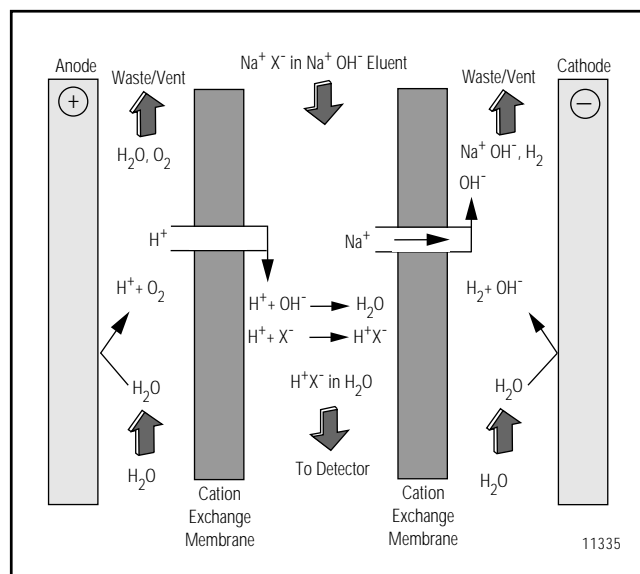 Anode
Waste/Vent
Na⁺ X⁻ in Na⁺ OH⁻ Eluent
Waste/Vent
Cathode
+
−
H₂O, O₂
Na⁺ OH⁻, H₂
OH⁻
H⁺
Na⁺
H⁺ + O₂
H⁺ + OH⁻ → H₂O
H₂ + OH⁻
H⁺ + X⁻ → H⁺X⁻
H₂O
H⁺X⁻ in H₂O
H₂O
H₂O
To Detector
H₂O
Cation
Exchange
Membrane
Cation
Exchange
Membrane
11335